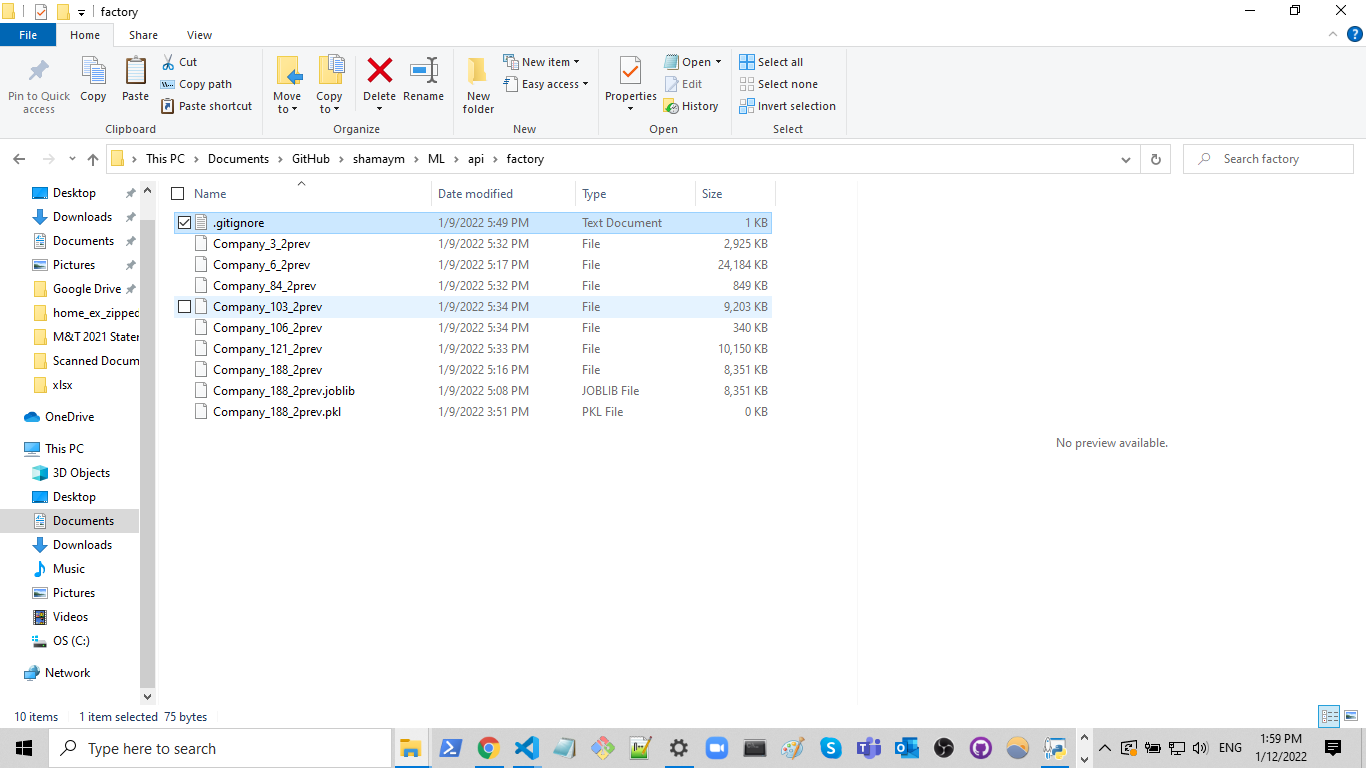 factory
File Home Share View
Pin to Quick access
Copy
Paste
Cut
Copy path
Paste shortcut
Clipboard
Move to
Copy to
Delete
Rename
Organize
New folder
New item
Easy access
New
Properties
Open
Edit
History
Open
Select all
Select none
Invert selection
Select
This PC Documents GitHub shamaym ML api factory
Search factory
Desktop
Downloads
Documents
Pictures
Google Drive
home_ex_zipped
M&T 2021 Stater
Scanned Docum
xlsx
OneDrive
This PC
3D Objects
Desktop
Documents
Downloads
Music
Pictures
Videos
OS (C:)
Network
Name Date modified Type Size
.gitignore 1/9/2022 5:49 PM Text Document 1 KB
Company_3_2prev 1/9/2022 5:32 PM File 2,925 KB
Company_6_2prev 1/9/2022 5:17 PM File 24,184 KB
Company_84_2prev 1/9/2022 5:32 PM File 849 KB
Company_103_2prev 1/9/2022 5:34 PM File 9,203 KB
Company_106_2prev 1/9/2022 5:34 PM File 340 KB
Company_121_2prev 1/9/2022 5:33 PM File 10,150 KB
Company_188_2prev 1/9/2022 5:16 PM File 8,351 KB
Company_188_2prev.joblib 1/9/2022 5:08 PM JOBLIB File 8,351 KB
Company_188_2prev.pkl 1/9/2022 3:51 PM PKL File 0 KB
No preview available.
10 items 1 item selected 75 bytes
Type here to search
ENG
1:59 PM
1/12/2022